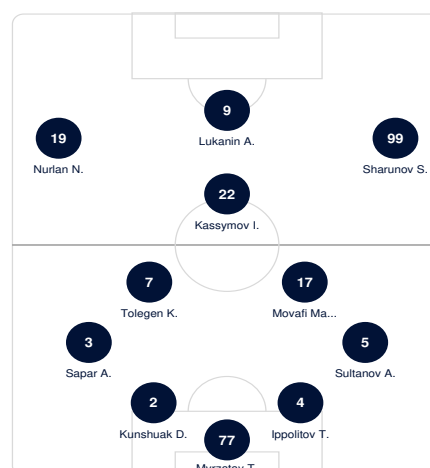 9
Lukanin A.
19
Nurlan N.
99
Sharunov S.
22
Kassymov I.
7
Tolegen K.
17
Movafi Ma...
3
Sapar A.
5
Sultanov A.
2
Kunshuak D.
4
Ippolitov T.
77